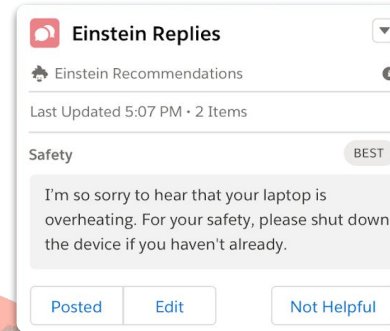 Einstein Replies
Einstein Recommendations
Last Updated 5:07 PM • 2 Items
Safety
BEST
I'm so sorry to hear that your laptop is
overheating. For your safety, please shut down
the device if you haven't already.
Posted
Edit
Not Helpful